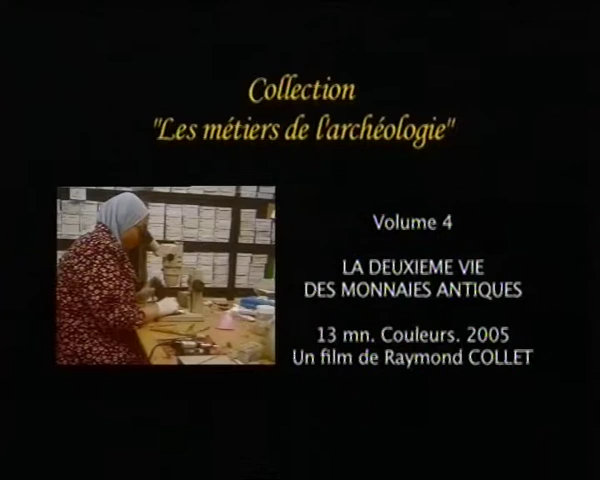 Collection
"Les métiers de l'archéologie"
Volume 4
LA DEUXIEME VIE
DES MONNAIES ANTIQUES
13 mn. Couleurs. 2005
Un film de Raymond COLLET